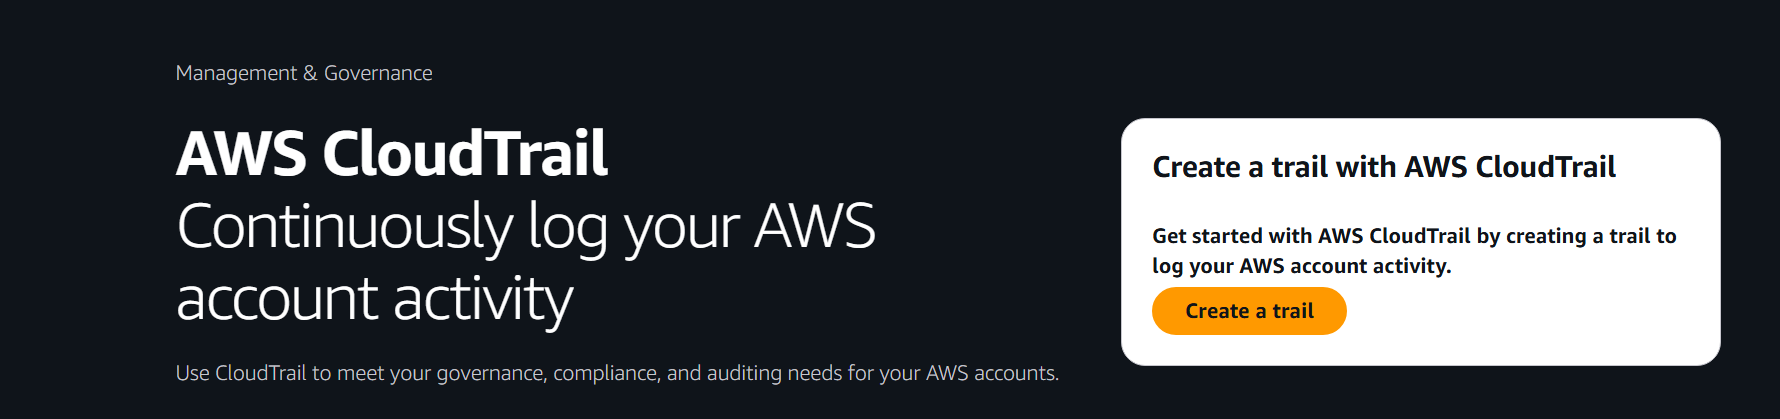 Management & Governance
AWS CloudTrail
Continuously log your AWS
account activity
Use CloudTrail to meet your governance, compliance, and auditing needs for your AWS accounts.
Create a trail with AWS CloudTrail
Get started with AWS CloudTrail by creating a trail to
log your AWS account activity.
Create a trail